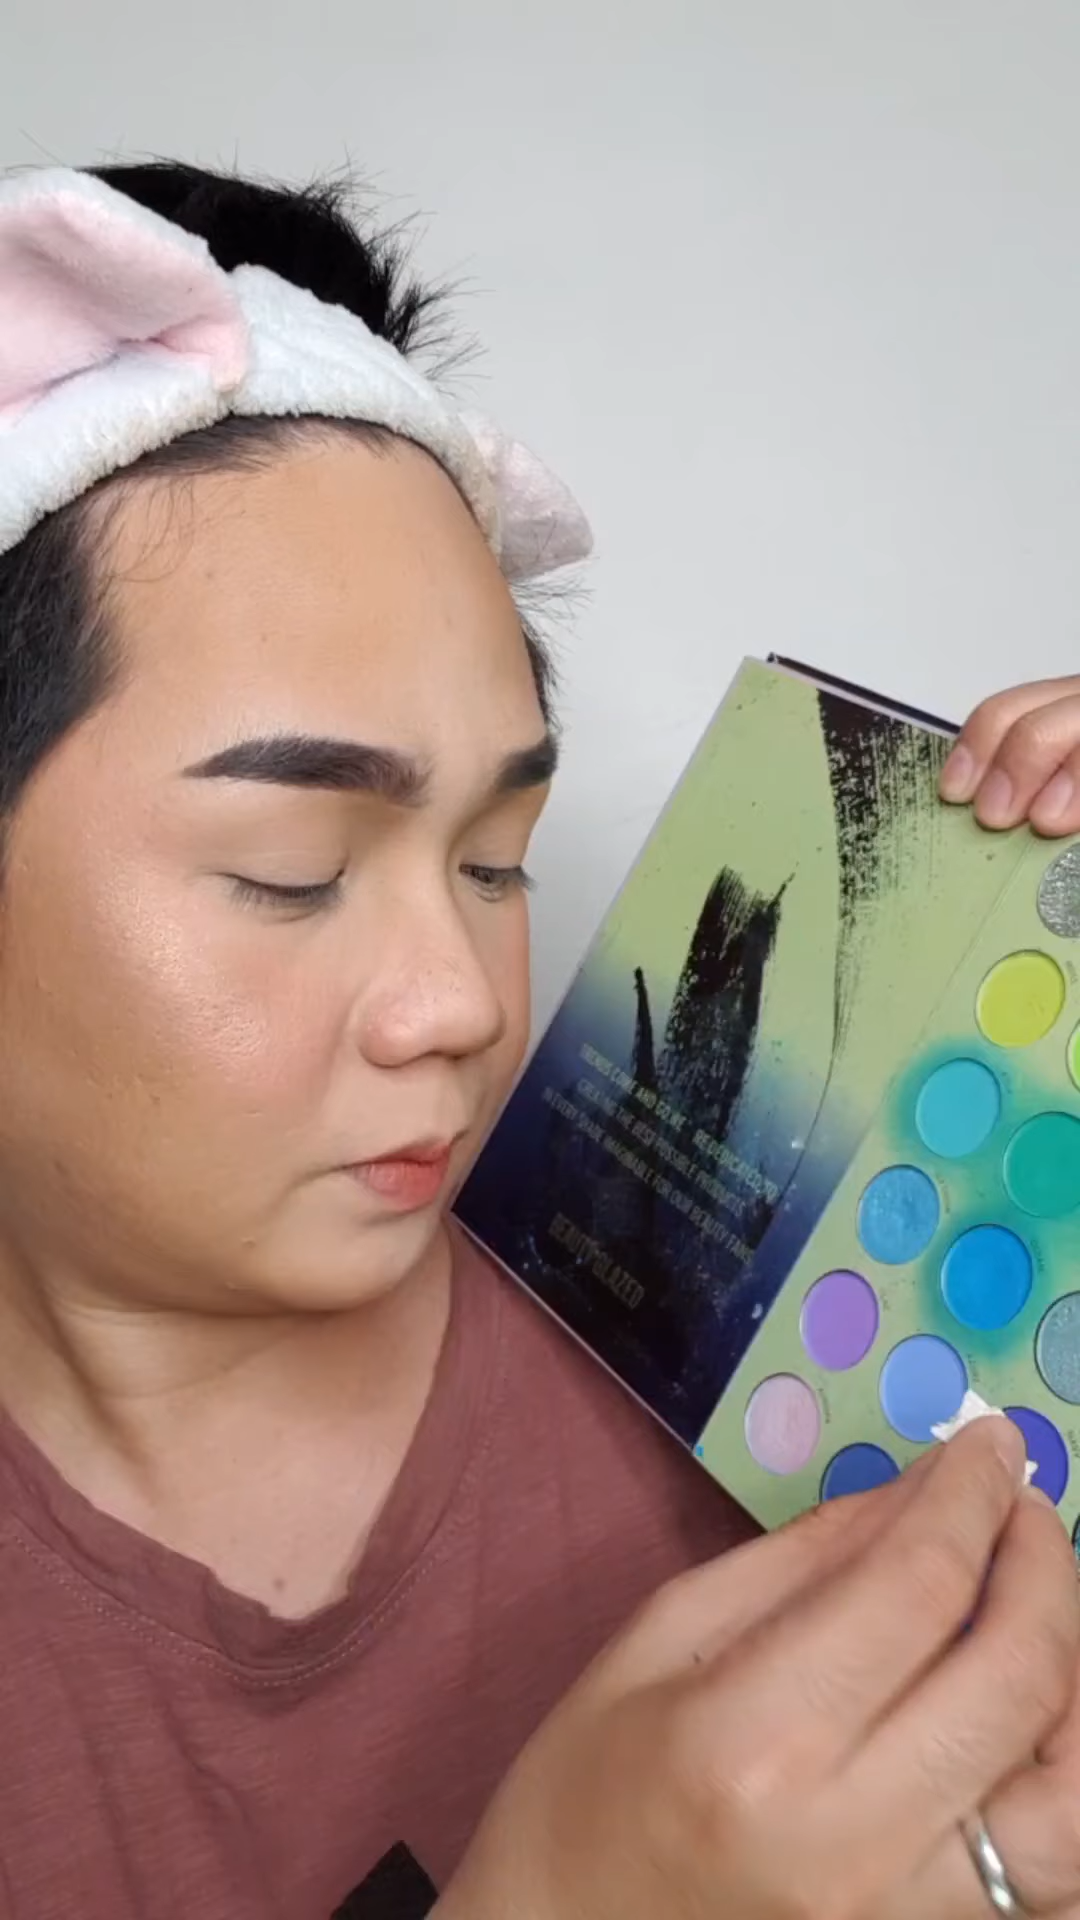 TRENDS COME AND GO. WE   RE DEDICATED TO
CREATING THE BEST POSSIBLE PRODUCTS
IN EVERY SHADE IMAGINABLE FOR OUR BEAUTY FANS
BEAUTY GLAZED